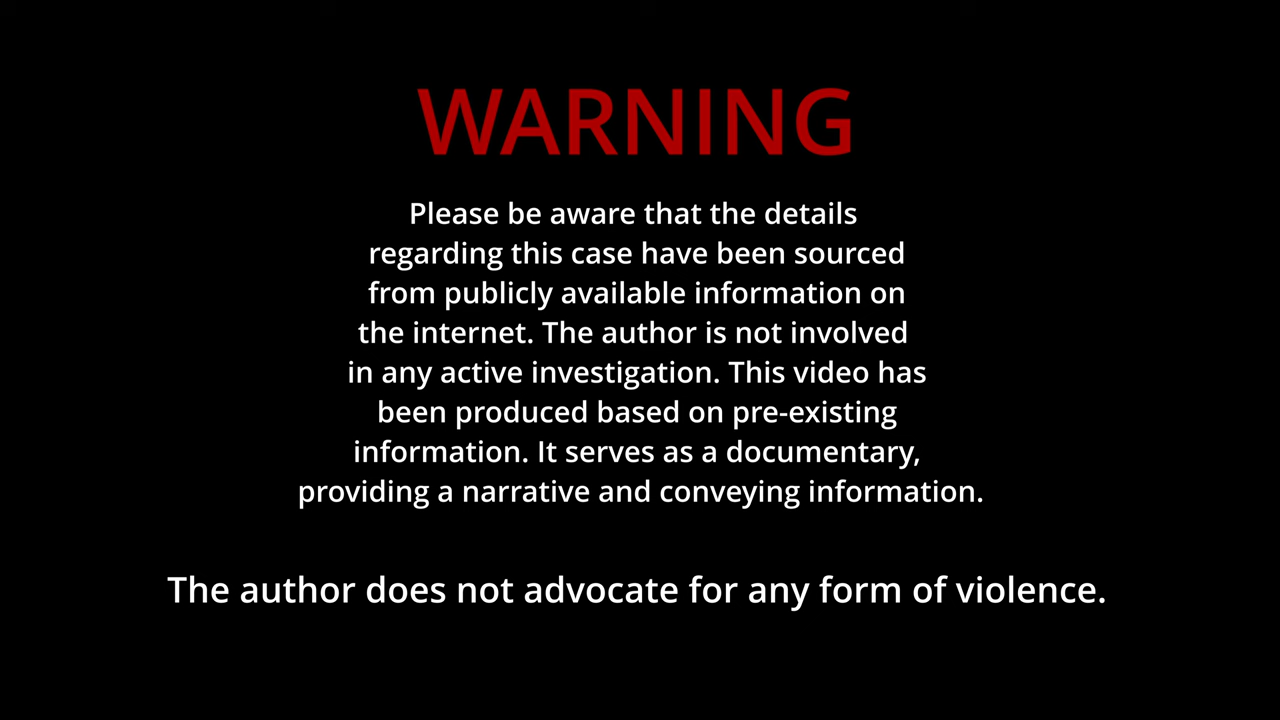 WARNING
Please be aware that the details
regarding this case have been sourced
from publicly available information on
the internet. The author is not involved
in any active investigation. This video has
been produced based on pre-existing
information. It serves as a documentary,
providing a narrative and conveying information.
The author does not advocate for any form of violence.